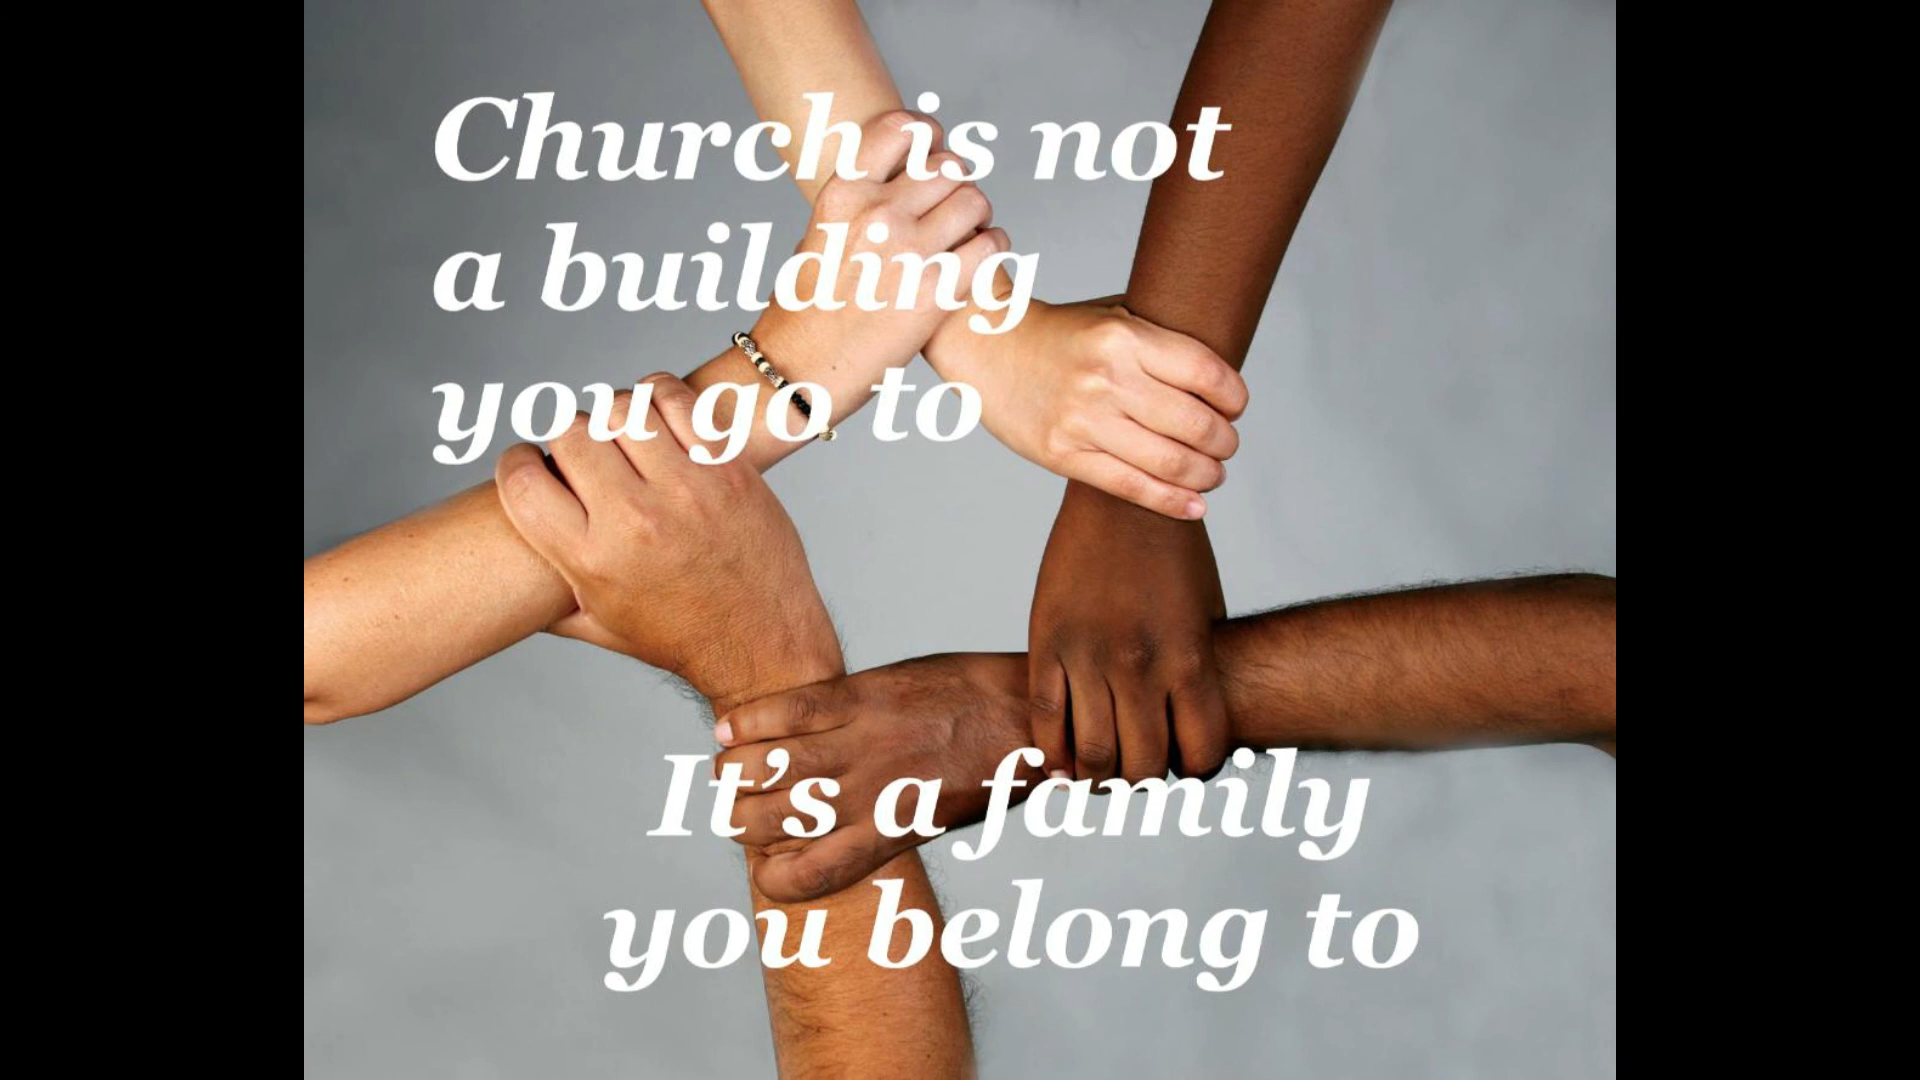 Church is not
a building
you go to
It’s a family
you belong to